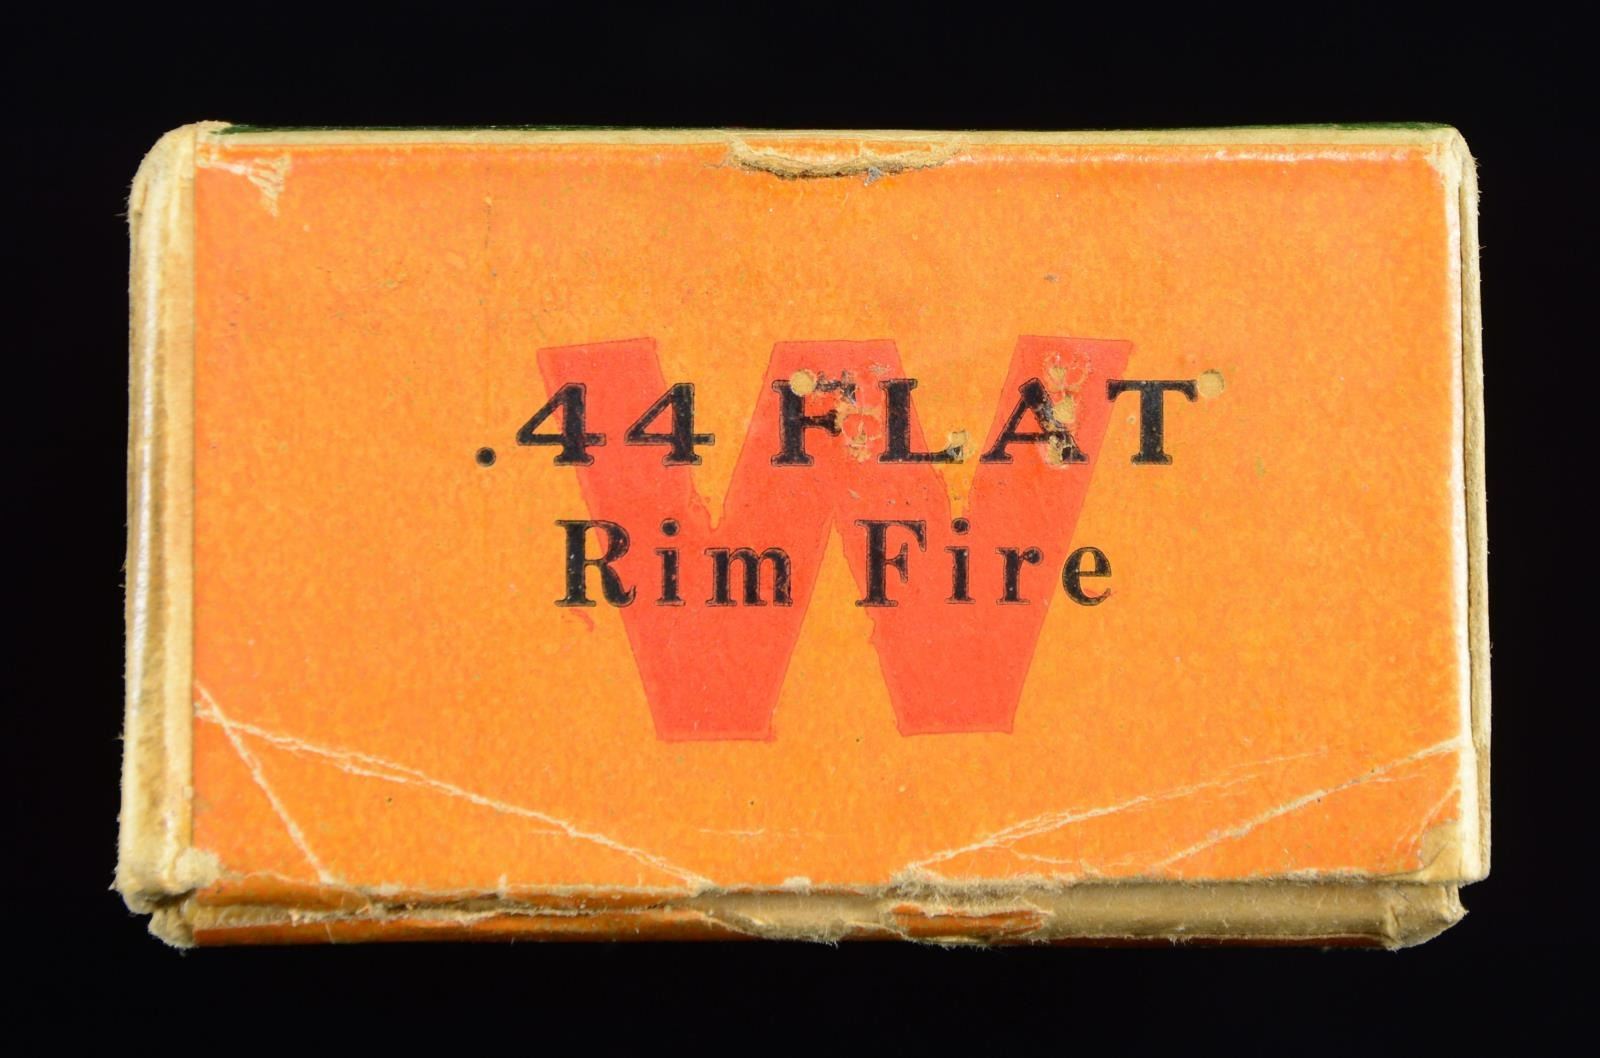 W
.44 FLAT
Rim Fire